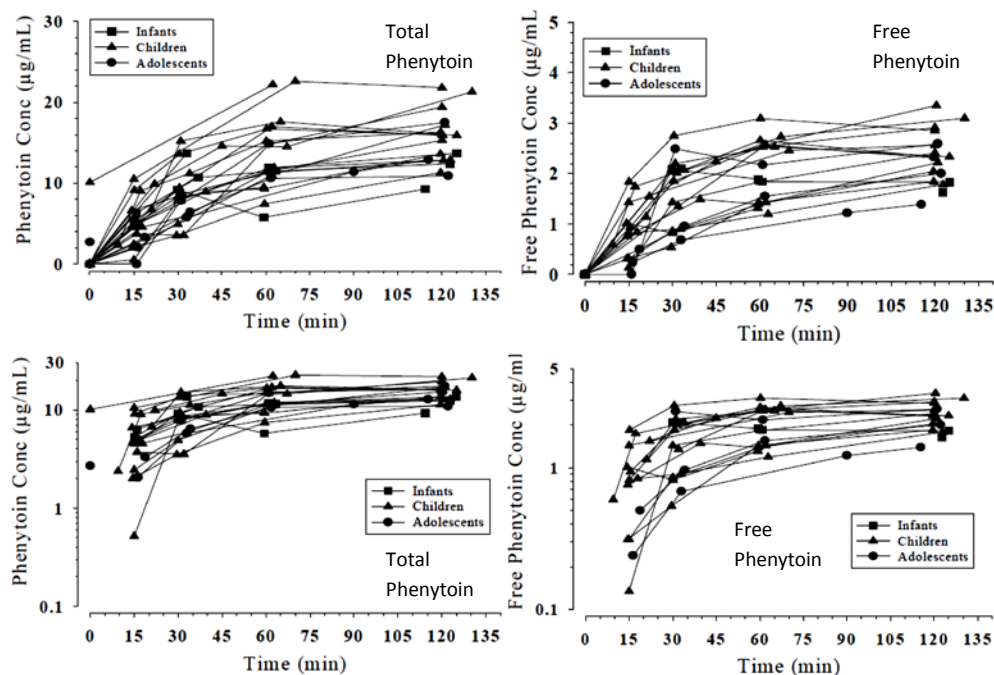 Phenytoin Conc (µg/mL)
30
20
10
0
Infants
Children
Adolescents
Total
Phenytoin
0 15 30 45 60 75 90 105 120 135
Time (min)
Free Phenytoin Conc (µg/mL)
5
4
3
2
1
0
Infants
Children
Adolescents
Free
Phenytoin
0 15 30 45 60 75 90 105 120 135
Time (min)
Phenytoin Conc (µg/mL)
30
10
1
0.1
Infants
Children
Adolescents
Total
Phenytoin
0 15 30 45 60 75 90 105 120 135
Time (min)
Free Phenytoin Conc (µg/ml
5
1
0.1
Free
Phenytoin
Infants
Children
Adolescents
0 15 30 45 60 75 90 105 120 135
Time (min)